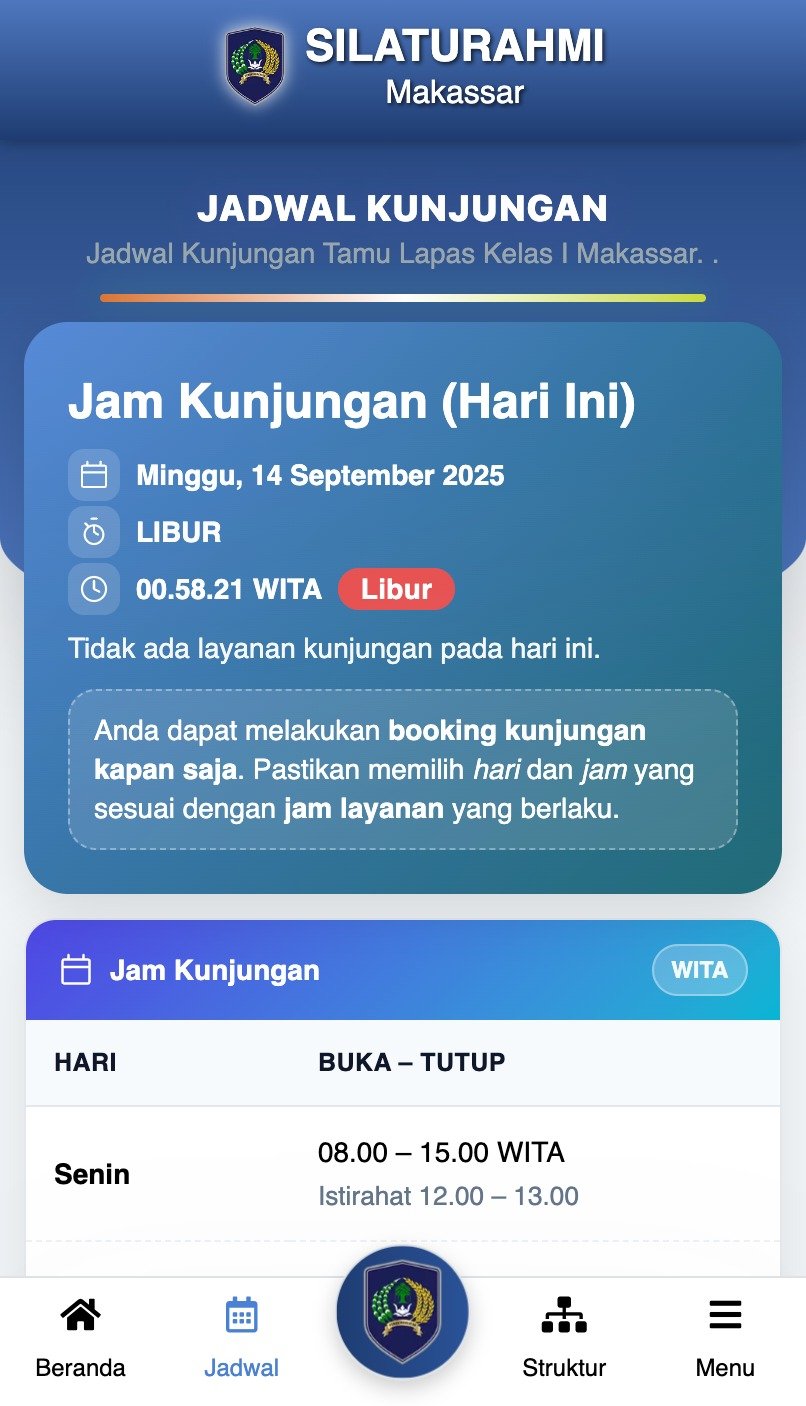 SILATURAHMI
Makassar
JADWAL KUNJUNGAN
Jadwal Kunjungan Tamu Lapas Kelas I Makassar. .
Jam Kunjungan (Hari Ini)
Minggu, 14 September 2025
LIBUR
00.58.21 WITA Libur
Tidak ada layanan kunjungan pada hari ini.
Anda dapat melakukan booking kunjungan
kapan saja. Pastikan memilih hari dan jam yang
sesuai dengan jam layanan yang berlaku.
Jam Kunjungan WITA
HARI BUKA – TUTUP
Senin 08.00 – 15.00 WITA
Istirahat 12.00 – 13.00
Beranda Jadwal Struktur Menu